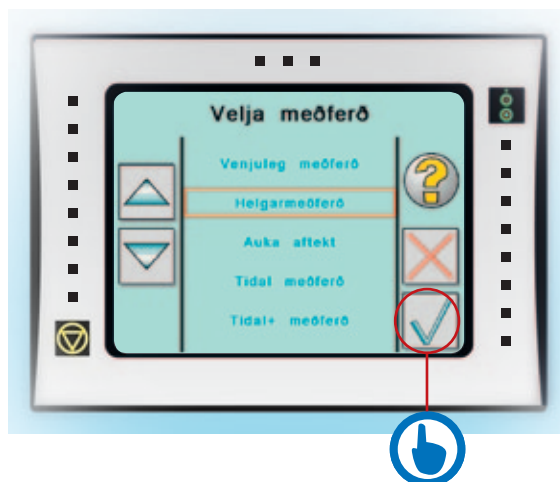 Velja meðferð
Venjuleg meðferð
Helgarmeðferð
Auka aftekt
Tidal meðferð
Tidal+ meðferð
?